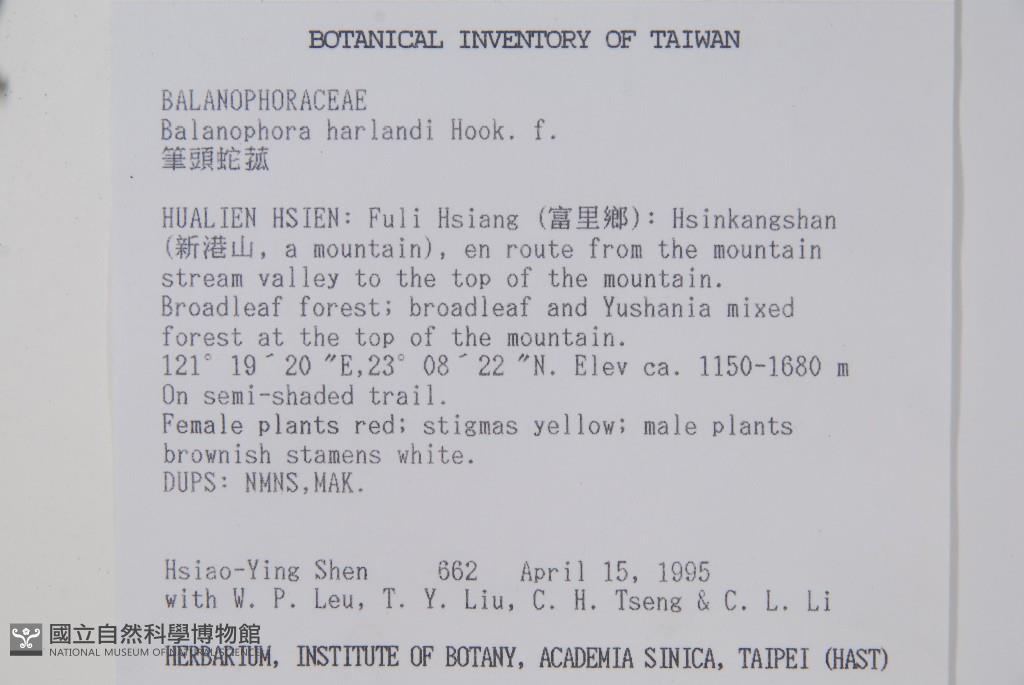 BOTANICAL INVENTORY OF TAIWAN
BALANOPHORACEAE
Balanophora harlandi Hook. f.
筆頭蛇菰
HUALIEN HSIEN: Fuli Hsiang (富里鄉): Hsinkangshan
(新港山, a mountain), en route from the mountain
stream valley to the top of the mountain.
Broadleaf forest; broadleaf and Yushania mixed
forest at the top of the mountain.
121° 19´20 ″E,23° 08´22 ″N. Elev ca. 1150-1680 m
On semi-shaded trail.
Female plants red; stigmas yellow; male plants
brownish stamens white.
DUPS: NMNS,MAK.
Hsiao-Ying Shen 662 April 15, 1995
with W. P. Leu, T. Y. Liu, C. H. Tseng & C. L. Li
國立自然科學博物館
NATIONAL MUSEUM OF NATURAL SCIENCE
HERBARIUM, INSTITUTE OF BOTANY, ACADEMIA SINICA, TAIPEI (HAST)